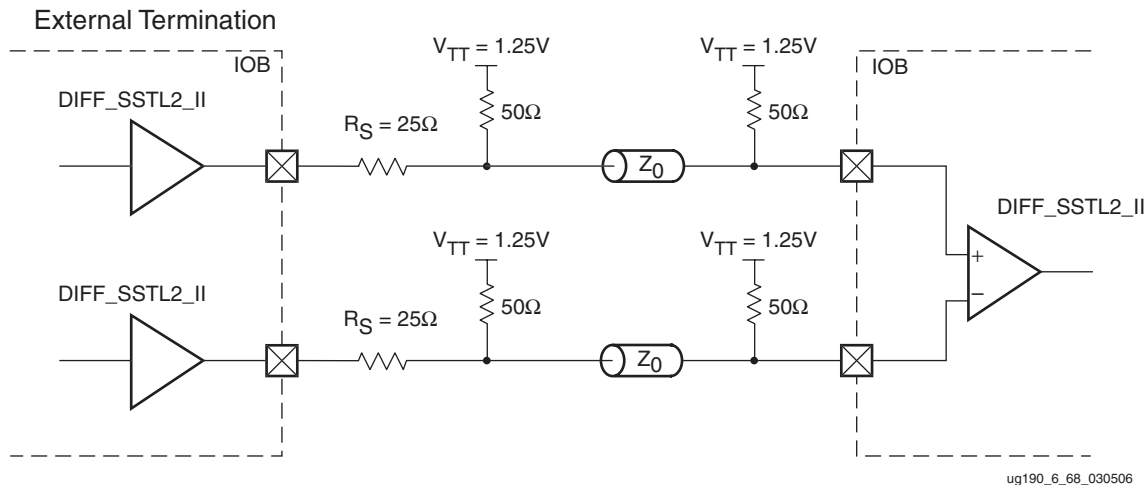 External Termination
IOB
DIFF_SSTL2_II
R_S = 25Ω
V_TT = 1.25V
50Ω
Z_0
V_TT = 1.25V
50Ω
IOB
DIFF_SSTL2_II
+
–
DIFF_SSTL2_II
R_S = 25Ω
V_TT = 1.25V
50Ω
Z_0
V_TT = 1.25V
50Ω
ug190_6_68_030506